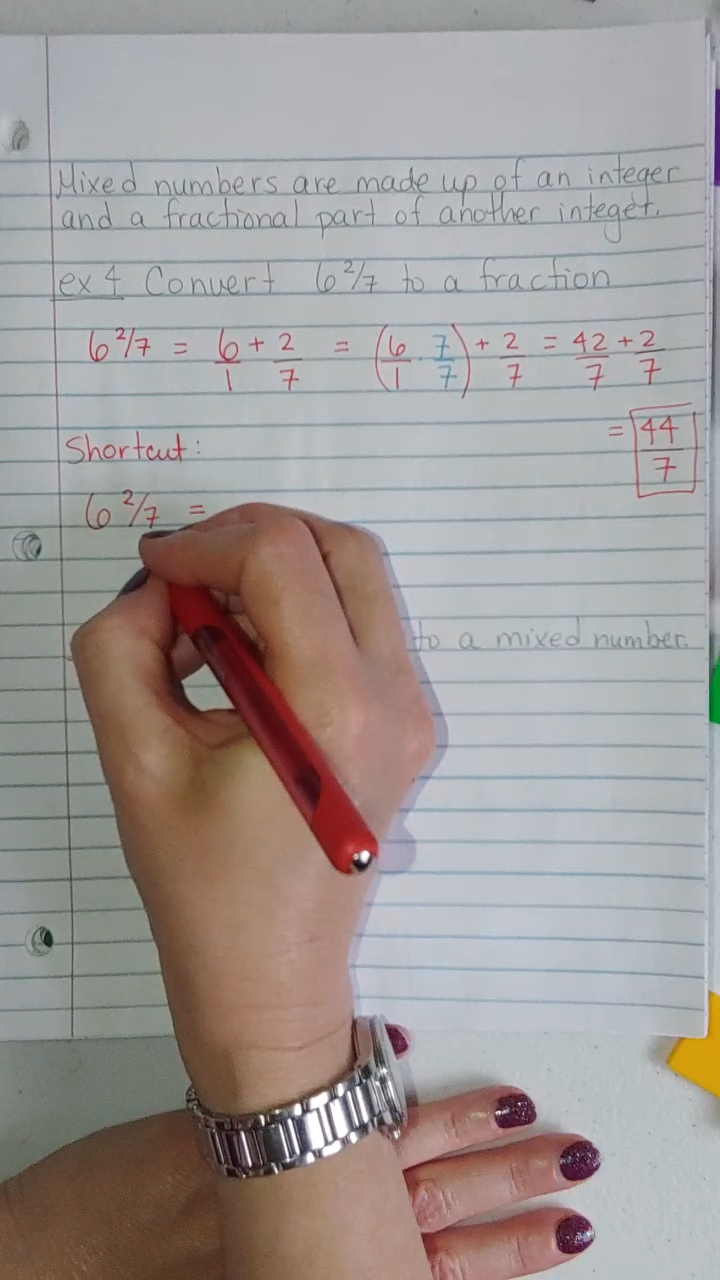 Mixed numbers are made up of an integer
and a fractional part of another integer.
ex 4 Convert 6 2/7 to a fraction
6 2/7 = 6/1 + 2/7 = (6/1 · 7/7) + 2/7 = 42/7 + 2/7
= 44/7
Shortcut:
6 2/7 =
to a mixed number.